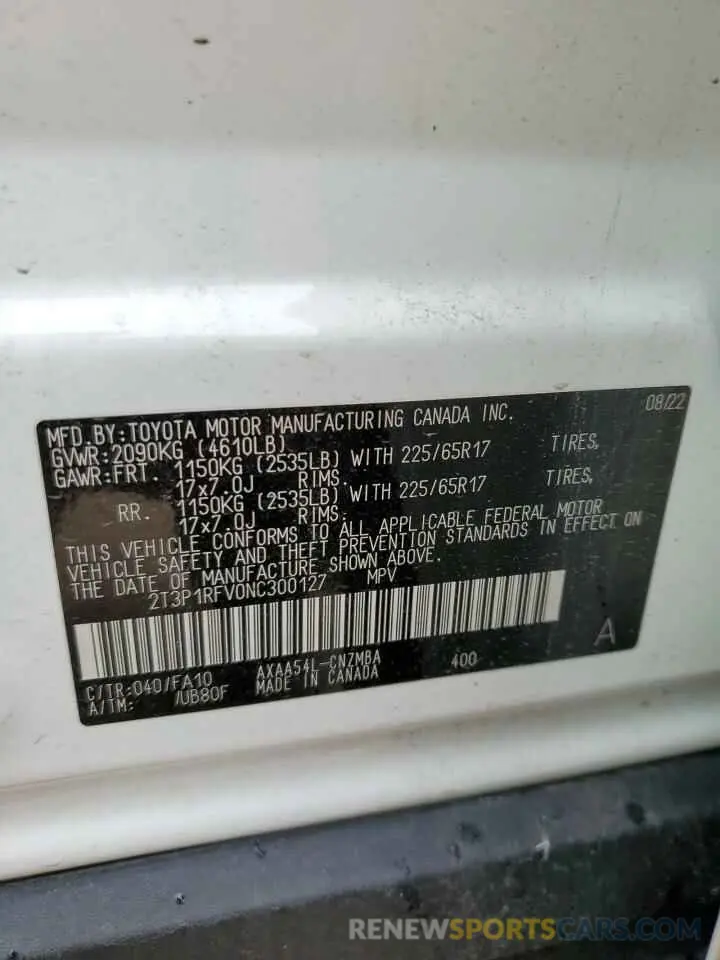 MFD.BY:TOYOTA MOTOR MANUFACTURING CANADA INC. 08/22
GVWR:2090KG (4610LB)
GAWR:FRT. 1150KG (2535LB) WITH 225/65R17 TIRES,
17x7.0J RIMS.
RR. 1150KG (2535LB) WITH 225/65R17 TIRES,
17x7.0J RIMS.
THIS VEHICLE CONFORMS TO ALL APPLICABLE FEDERAL MOTOR
VEHICLE SAFETY AND THEFT PREVENTION STANDARDS IN EFFECT ON
THE DATE OF MANUFACTURE SHOWN ABOVE.
2T3P1RFV0NC300127 MPV
A
C/TR:040/FA10 AXAA54L-CNZMBA 400
A/TM: /UB80F MADE IN CANADA
RENEWSPORTSCARS.COM